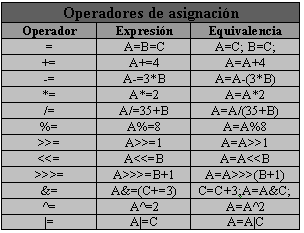 Operadores de asignación
Operador Expresión Equivalencia
= A=B=C A=C; B=C;
+= A+=4 A=A+4
-= A-=3*B A=A-(3*B)
*= A*=2 A=A*2
/= A/=35+B A=A/(35+B)
%= A%=8 A=A%8
>>= A>>=1 A=A>>1
<<= A<<=B A=A<<B
>>>= A>>>=B+1 A=A>>>(B+1)
&= A&=(C+=3) C=C+3;A=A&C;
^= A^=2 A=A^2
|= A|=C A=A|C